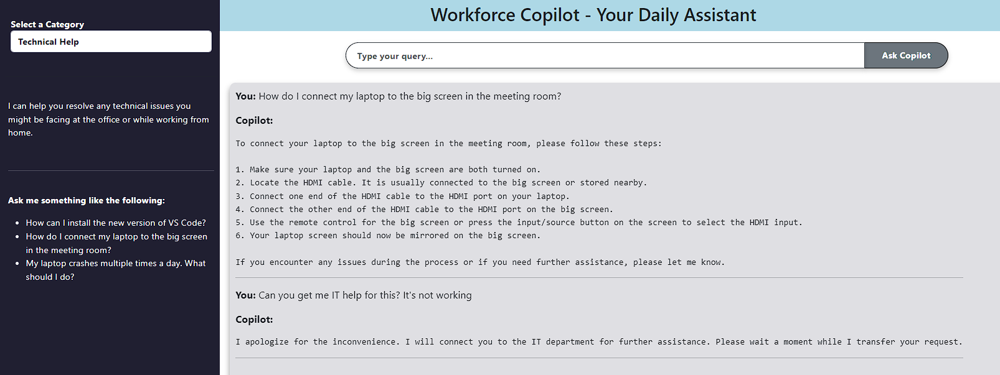 Select a Category
Technical Help
I can help you resolve any technical issues you
might be facing at the office or while working from
home.
Ask me something like the following:
• How can I install the new version of VS Code?
• How do I connect my laptop to the big screen
in the meeting room?
• My laptop crashes multiple times a day. What
should I do?
Workforce Copilot - Your Daily Assistant
Type your query...
Ask Copilot
You: How do I connect my laptop to the big screen in the meeting room?
Copilot:
To connect your laptop to the big screen in the meeting room, please follow these steps:
1. Make sure your laptop and the big screen are both turned on.
2. Locate the HDMI cable. It is usually connected to the big screen or stored nearby.
3. Connect one end of the HDMI cable to the HDMI port on your laptop.
4. Connect the other end of the HDMI cable to the HDMI port on the big screen.
5. Use the remote control for the big screen or press the input/source button on the screen to select the HDMI input.
6. Your laptop screen should now be mirrored on the big screen.
If you encounter any issues during the process or if you need further assistance, please let me know.
You: Can you get me IT help for this? It's not working
Copilot:
I apologize for the inconvenience. I will connect you to the IT department for further assistance. Please wait a moment while I transfer your request.